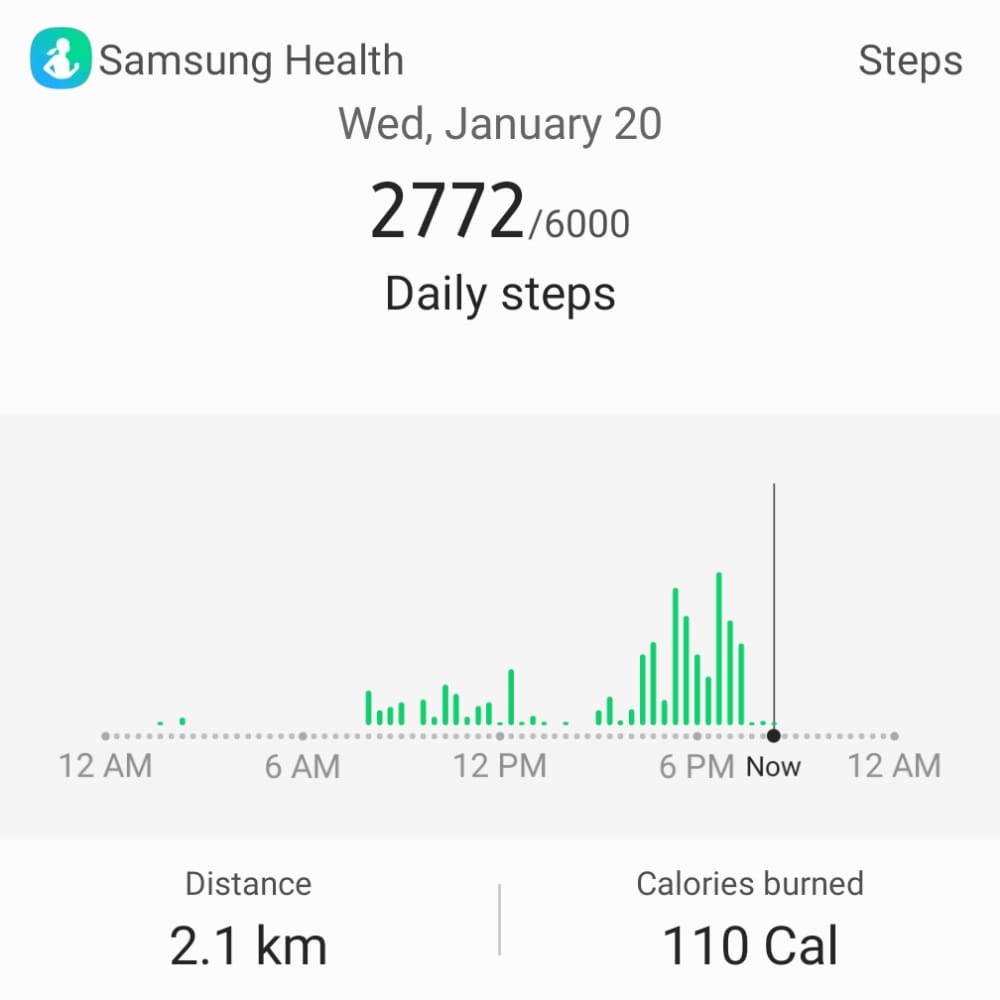 Samsung Health Steps
Wed, January 20
2772/6000
Daily steps
12 AM 6 AM 12 PM 6 PM Now 12 AM
Distance Calories burned
2.1 km 110 Cal